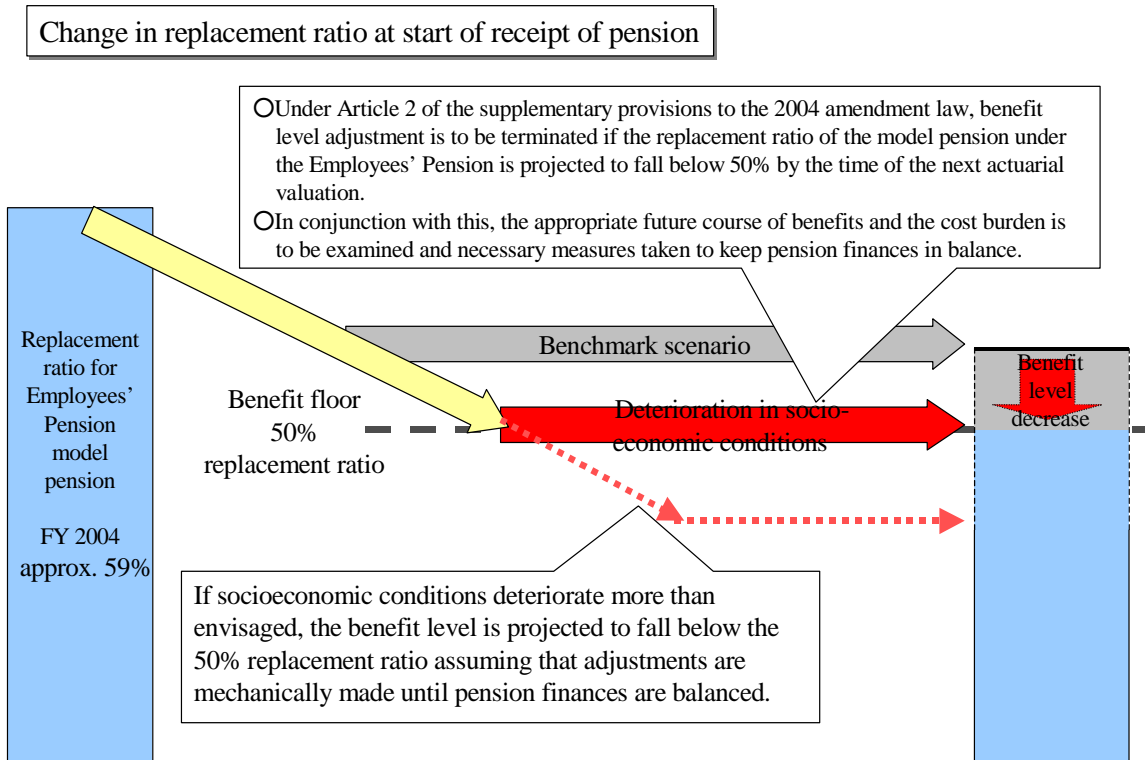 Change in replacement ratio at start of receipt of pension
○Under Article 2 of the supplementary provisions to the 2004 amendment law, benefit
level adjustment is to be terminated if the replacement ratio of the model pension under
the Employees’ Pension is projected to fall below 50% by the time of the next actuarial
valuation.
○In conjunction with this, the appropriate future course of benefits and the cost burden is
to be examined and necessary measures taken to keep pension finances in balance.
Replacement
ratio for
Employees’
Pension
model
pension
FY 2004
approx. 59%
Benchmark scenario
Benefit floor
50%
replacement ratio
Deterioration in socio-
economic conditions
Benefit
level
decrease
If socioeconomic conditions deteriorate more than
envisaged, the benefit level is projected to fall below the
50% replacement ratio assuming that adjustments are
mechanically made until pension finances are balanced.